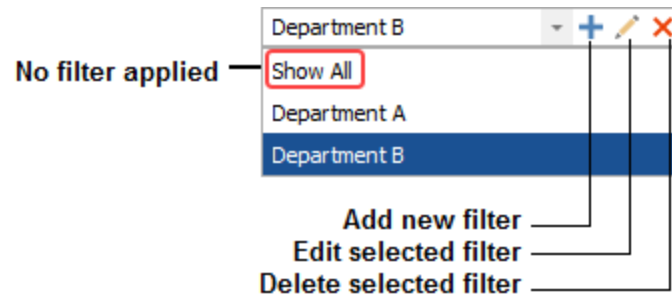 Department B
No filter applied
Show All
Department A
Department B
Add new filter
Edit selected filter
Delete selected filter